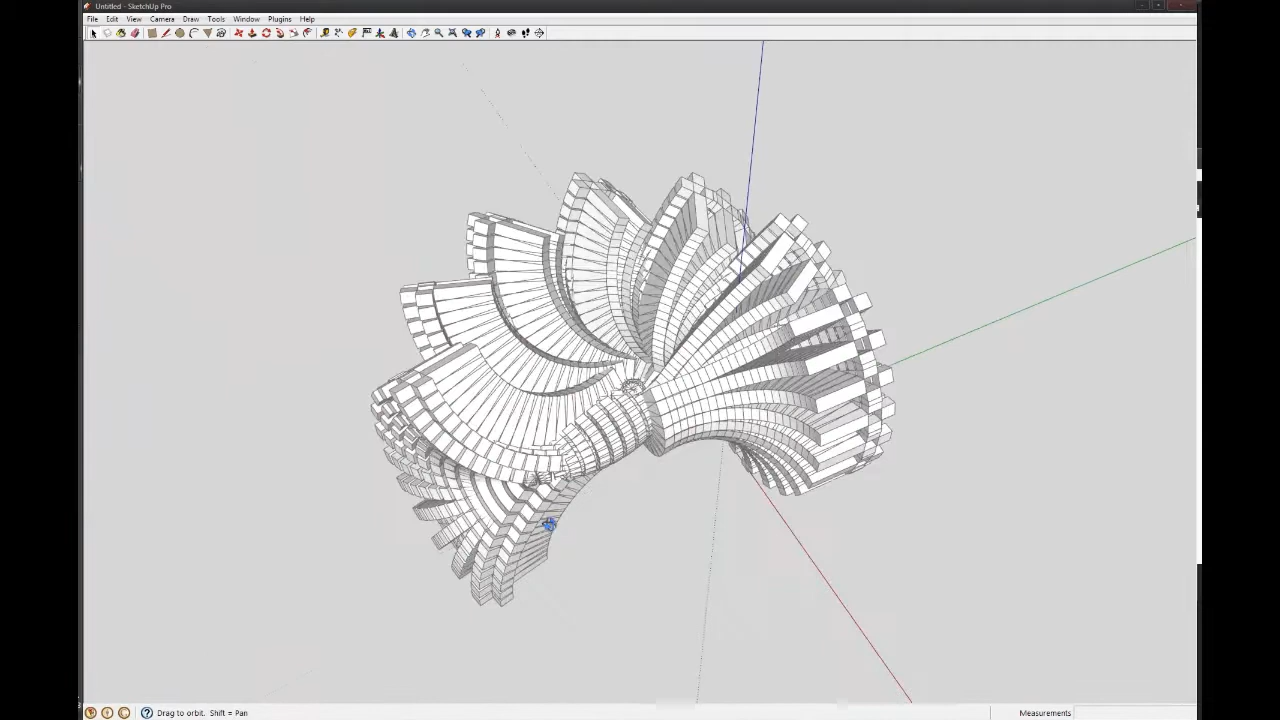 Untitled - SketchUp Pro
File Edit View Camera Draw Tools Window Plugins Help
Drag to orbit. Shift = Pan
Measurements